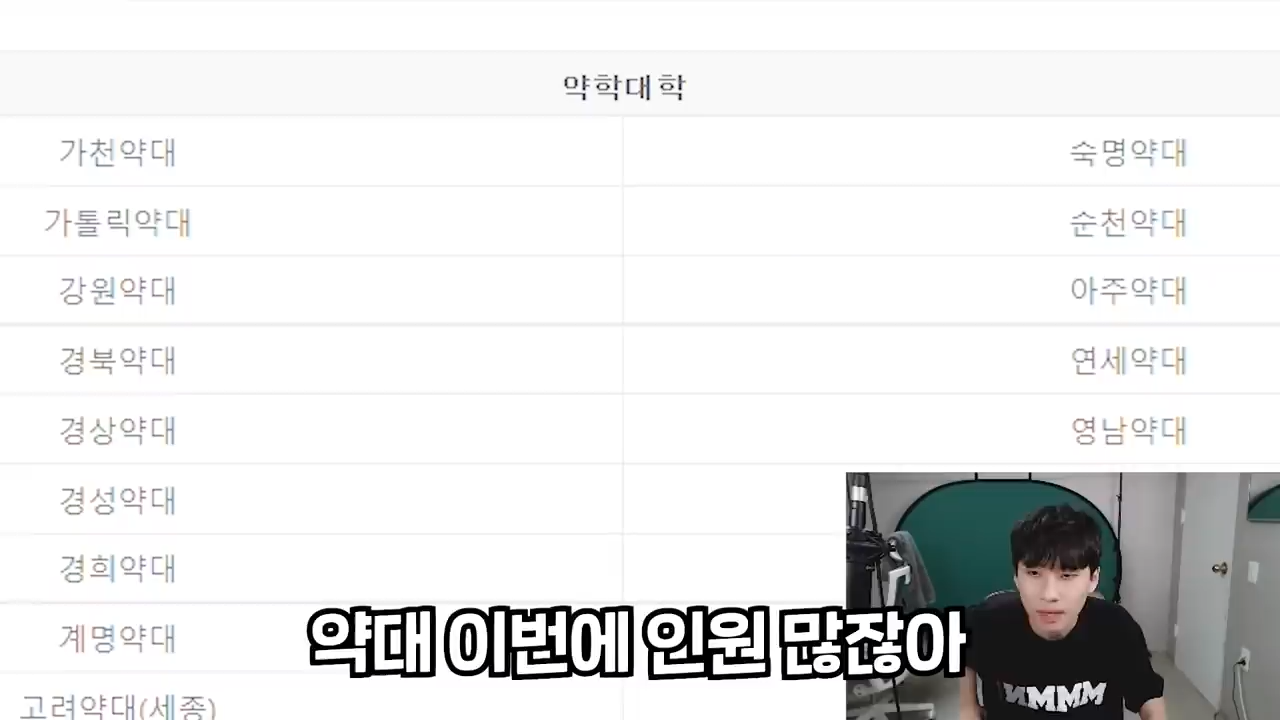 약학대학
가천약대 숙명약대
가톨릭약대 순천약대
강원약대 아주약대
경북약대 연세약대
경상약대 영남약대
경성약대
경희약대
계명약대
고려약대(세종)
약대 이번에 인원 많잖아